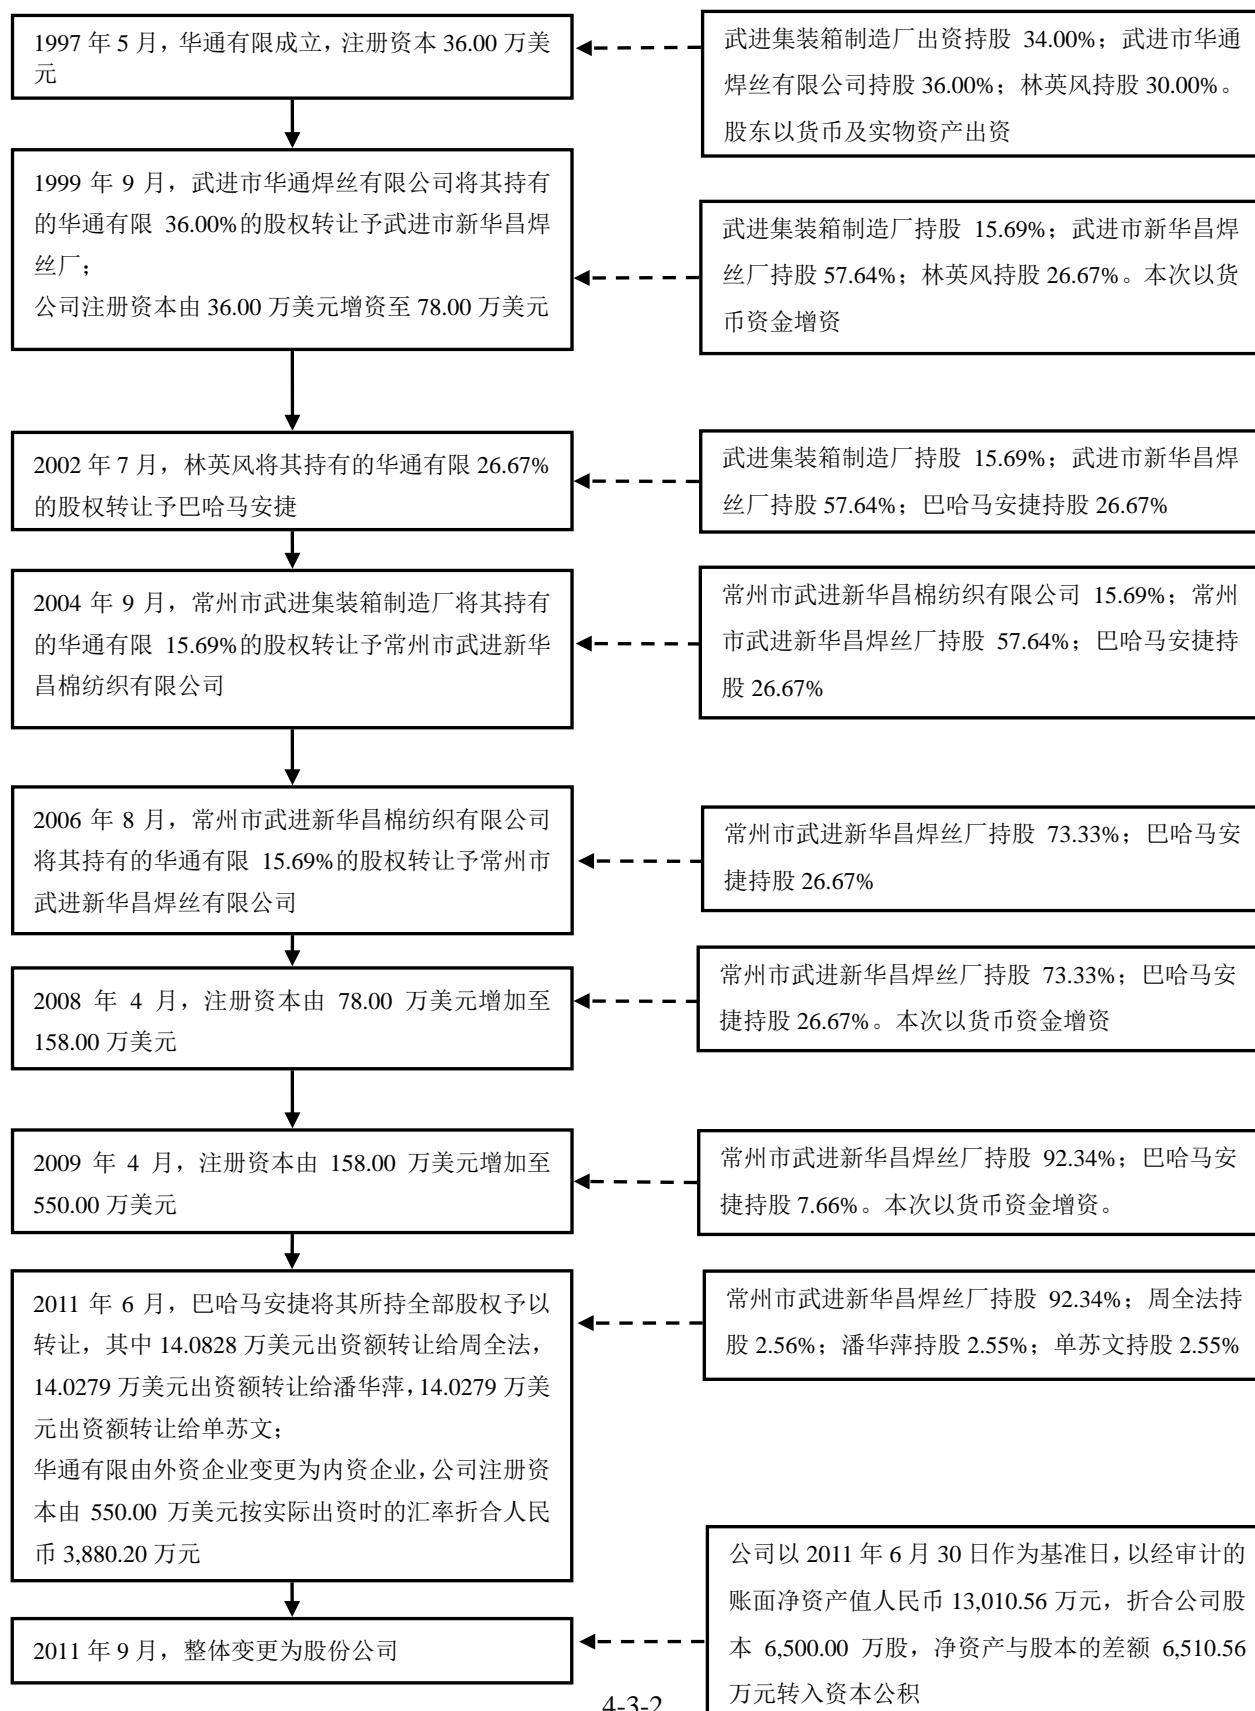 1997 年 5 月，华通有限成立，注册资本 36.00 万美
元
武进集装箱制造厂出资持股 34.00%；武进市华通
焊丝有限公司持股 36.00%；林英风持股 30.00%。
股东以货币及实物资产出资
1999 年 9 月，武进市华通焊丝有限公司将其持有
的华通有限 36.00%的股权转让予武进市新华昌焊
丝厂；
公司注册资本由 36.00 万美元增资至 78.00 万美元
武进集装箱制造厂持股 15.69%；武进市新华昌焊
丝厂持股 57.64%；林英风持股 26.67%。本次以货
币资金增资
2002 年 7 月，林英风将其持有的华通有限 26.67%
的股权转让予巴哈马安捷
武进集装箱制造厂持股 15.69%；武进市新华昌焊
丝厂持股 57.64%；巴哈马安捷持股 26.67%
2004 年 9 月，常州市武进集装箱制造厂将其持有
的华通有限 15.69%的股权转让予常州市武进新华
昌棉纺织有限公司
常州市武进新华昌棉纺织有限公司 15.69%；常州
市武进新华昌焊丝厂持股 57.64%；巴哈马安捷持
股 26.67%
2006 年 8 月，常州市武进新华昌棉纺织有限公司
将其持有的华通有限 15.69%的股权转让予常州市
武进新华昌焊丝有限公司
常州市武进新华昌焊丝厂持股 73.33%；巴哈马安
捷持股 26.67%
2008 年 4 月，注册资本由 78.00 万美元增加至
158.00 万美元
常州市武进新华昌焊丝厂持股 73.33%；巴哈马安
捷持股 26.67%。本次以货币资金增资
2009 年 4 月，注册资本由 158.00 万美元增加至
550.00 万美元
常州市武进新华昌焊丝厂持股 92.34%；巴哈马安
捷持股 7.66%。本次以货币资金增资。
2011 年 6 月，巴哈马安捷将其所持全部股权予以
转让，其中 14.0828 万美元出资额转让给周全法，
14.0279 万美元出资额转让给潘华萍，14.0279 万美
元出资额转让给单苏文；
华通有限由外资企业变更为内资企业，公司注册资
本由 550.00 万美元按实际出资时的汇率折合人民
币 3,880.20 万元
常州市武进新华昌焊丝厂持股 92.34%；周全法持
股 2.56%；潘华萍持股 2.55%；单苏文持股 2.55%
2011 年 9 月，整体变更为股份公司
公司以 2011 年 6 月 30 日作为基准日，以经审计的
账面净资产值人民币 13,010.56 万元，折合公司股
本 6,500.00 万股，净资产与股本的差额 6,510.56
万元转入资本公积
4-3-2